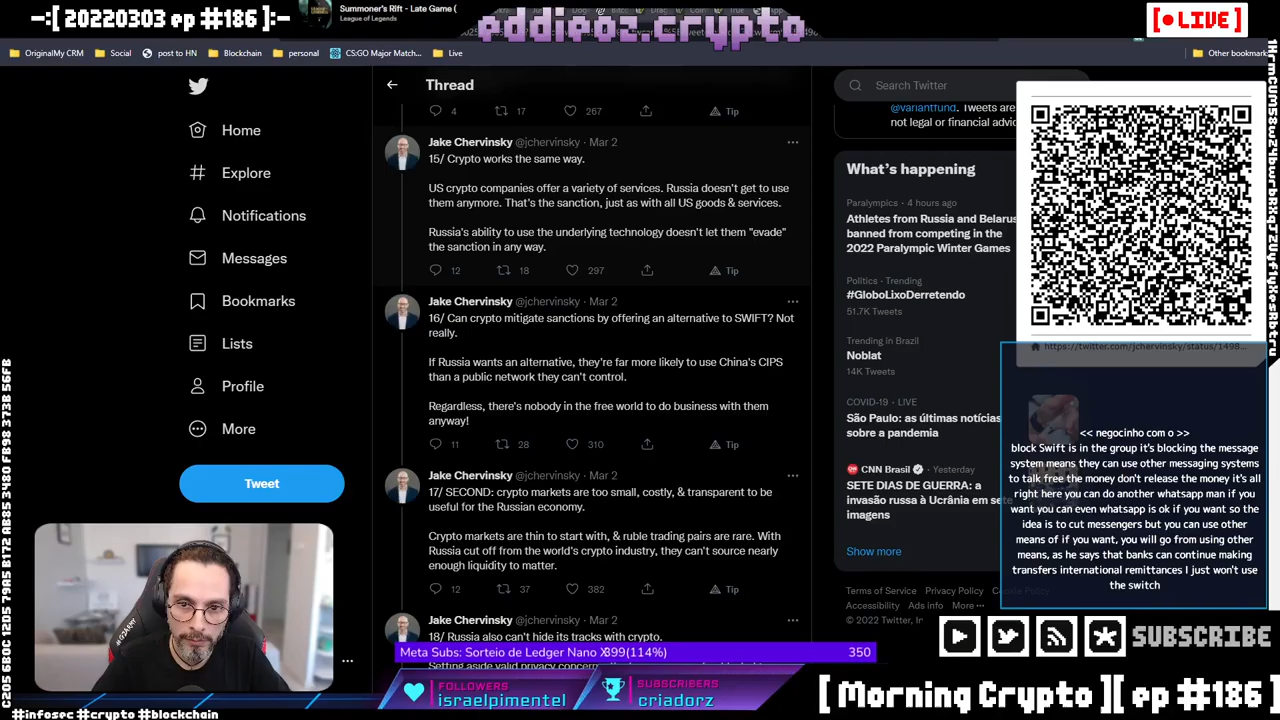 -:[ 20220303 ep #186 ]:-
Summoner's Rift - Late Game (
League of Legends
eddieoz.crypto
[•LIVE]
OriginalMy CRM
Social
post to HN
Blockchain
personal
CS:GO Major Match...
Live
Other bookmark
Home
Explore
Notifications
Messages
Bookmarks
Lists
Profile
More
Tweet
Thread
4 17 267 Tip
Jake Chervinsky @jchervinsky · Mar 2
15/ Crypto works the same way.
US crypto companies offer a variety of services. Russia doesn't get to use
them anymore. That's the sanction, just as with all US goods & services.
Russia's ability to use the underlying technology doesn't let them "evade"
the sanction in any way.
12 18 297 Tip
Jake Chervinsky @jchervinsky · Mar 2
16/ Can crypto mitigate sanctions by offering an alternative to SWIFT? Not
really.
If Russia wants an alternative, they're far more likely to use China's CIPS
than a public network they can't control.
Regardless, there's nobody in the free world to do business with them
anyway!
11 28 310 Tip
Jake Chervinsky @jchervinsky · Mar 2
17/ SECOND: crypto markets are too small, costly, & transparent to be
useful for the Russian economy.
Crypto markets are thin to start with, & ruble trading pairs are rare. With
Russia cut off from the world's crypto industry, they can't source nearly
enough liquidity to matter.
12 37 382 Tip
Jake Chervinsky @jchervinsky · Mar 2
18/ Russia also can't hide its tracks with crypto.
Search Twitter
@variantfund. Tweets are
not legal or financial advic
What's happening
Paralympics · 4 hours ago
Athletes from Russia and Belarus
banned from competing in the
2022 Paralympic Winter Games
Politics · Trending
#GloboLixoDerretendo
51.7K Tweets
Trending in Brazil
Noblat
14K Tweets
COVID-19 · LIVE
São Paulo: as últimas notícias
sobre a pandemia
CNN Brasil · Yesterday
SETE DIAS DE GUERRA: a
invasão russa à Ucrânia em sete
imagens
Show more
Terms of Service Privacy Policy Cookie Policy
Accessibility Ads info More ···
© 2022 Twitter, In
https://twitter.com/jchervinsky/status/1498...
<< negocinho com o >>
block Swift is in the group it's blocking the message
system means they can use other messaging systems
to talk free the money don't release the money it's all
right here you can do another whatsapp man if you
want you can even whatsapp is ok if you want so the
idea is to cut messengers but you can use other
means of if you want, you will go from using other
means, as he says that banks can continue making
transfers international remittances I just won't use
the switch
SUBSCRIBE
Meta Subs: Sorteio de Ledger Nano X
399(114%)
350
FOLLOWERS
israelpimentel
SUBSCRIBERS
criadorz
[ Morning Crypto ][ ep #186 ]
#infosec #crypto #blockchain